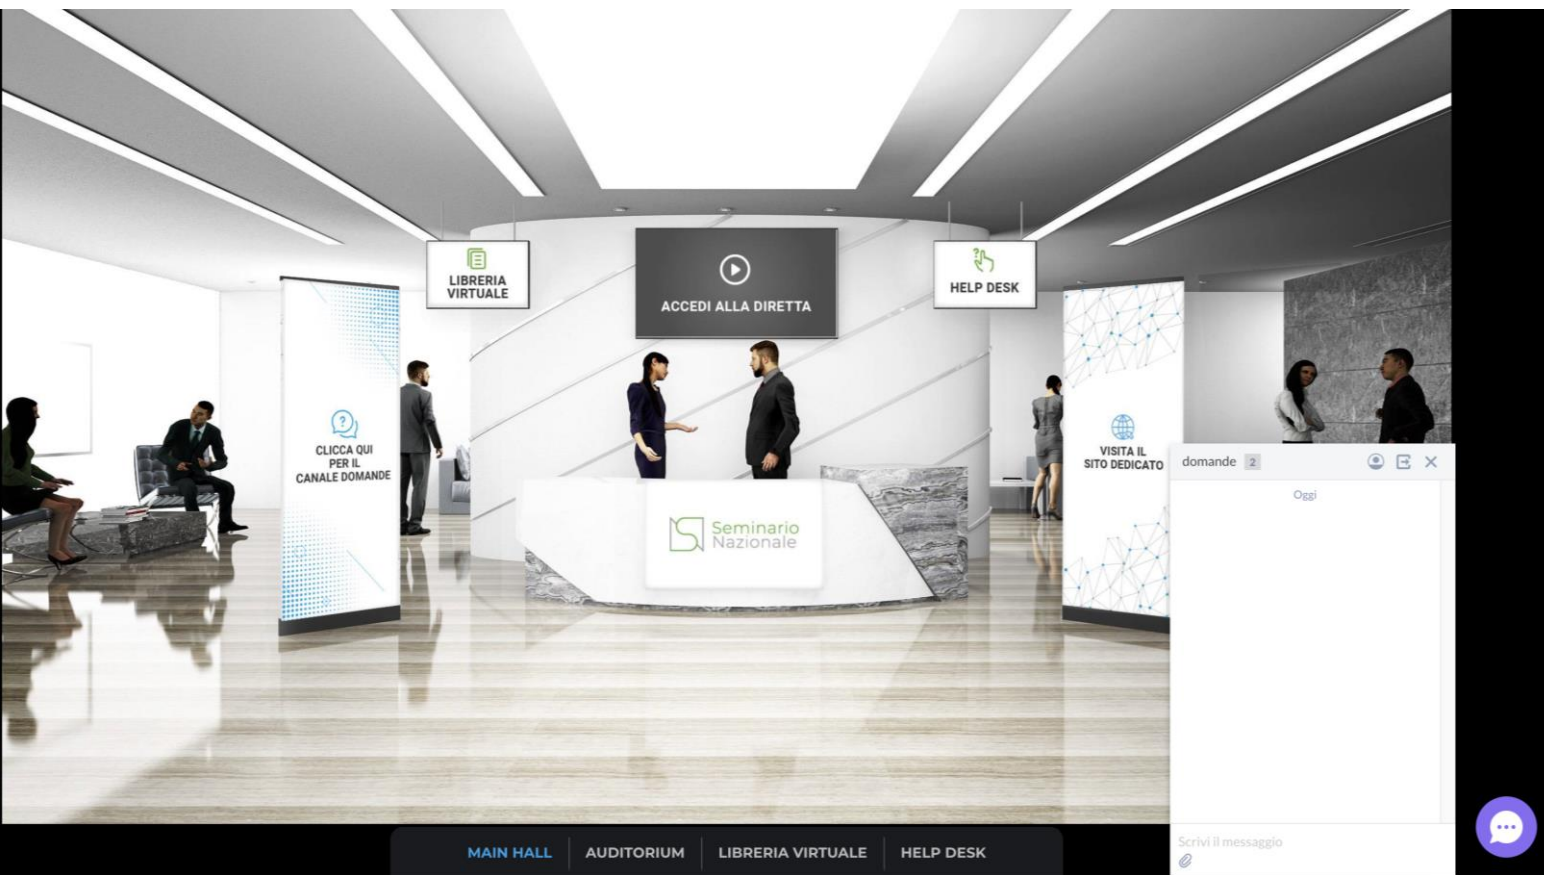 LIBRERIA
VIRTUALE
ACCEDI ALLA DIRETTA
HELP DESK
CLICCA QUI
PER IL
CANALE DOMANDE
VISITA IL
SITO DEDICATO
Seminario
Nazionale
domande 2
Oggi
Scrivi il messaggio
MAIN HALL
AUDITORIUM
LIBRERIA VIRTUALE
HELP DESK